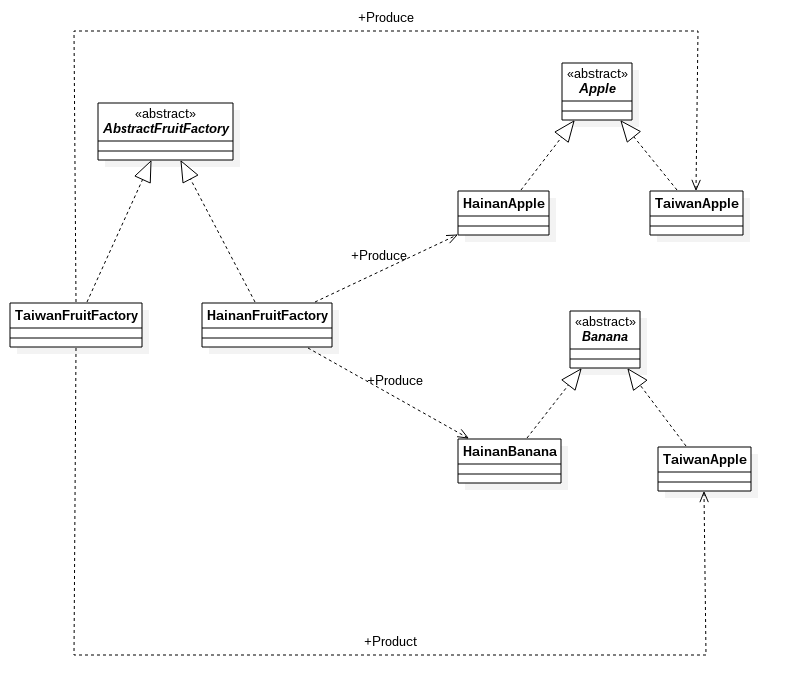 +Produce
«abstract»
Apple
«abstract»
AbstractFruitFactory
HainanApple
TaiwanApple
+Produce
TaiwanFruitFactory
HainanFruitFactory
«abstract»
Banana
+Produce
HainanBanana
TaiwanApple
+Product